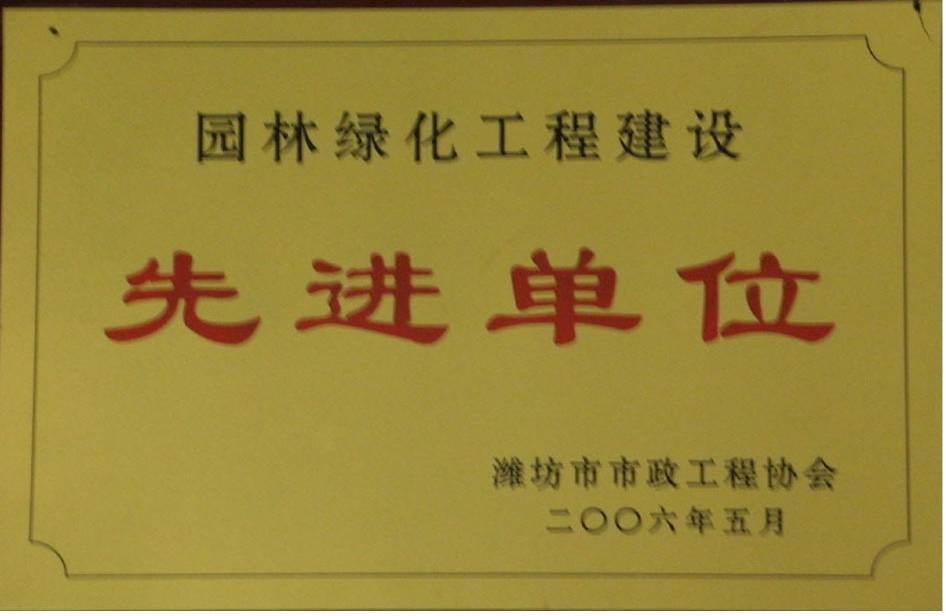 园林绿化工程建设
先进单位
潍坊市市政工程协会
二〇〇六年五月